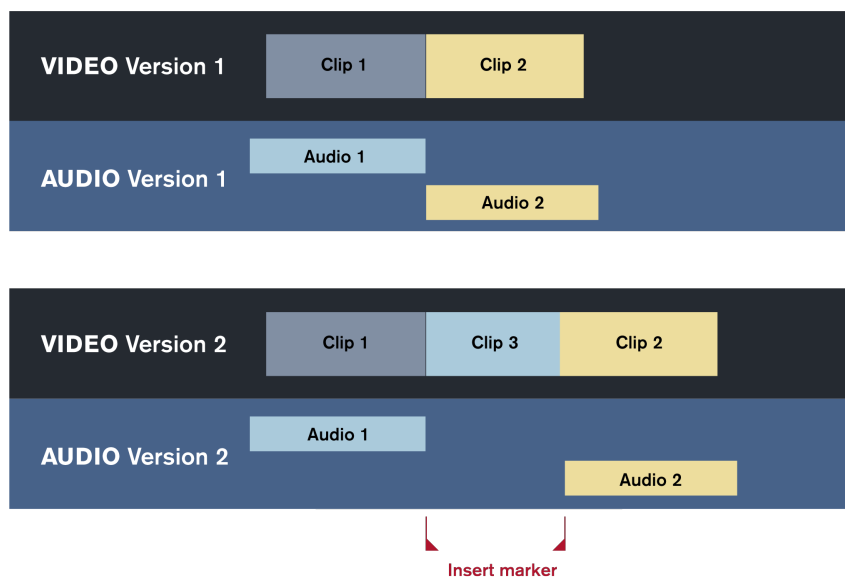 VIDEO Version 1
Clip 1
Clip 2
AUDIO Version 1
Audio 1
Audio 2
VIDEO Version 2
Clip 1
Clip 3
Clip 2
AUDIO Version 2
Audio 1
Audio 2
Insert marker